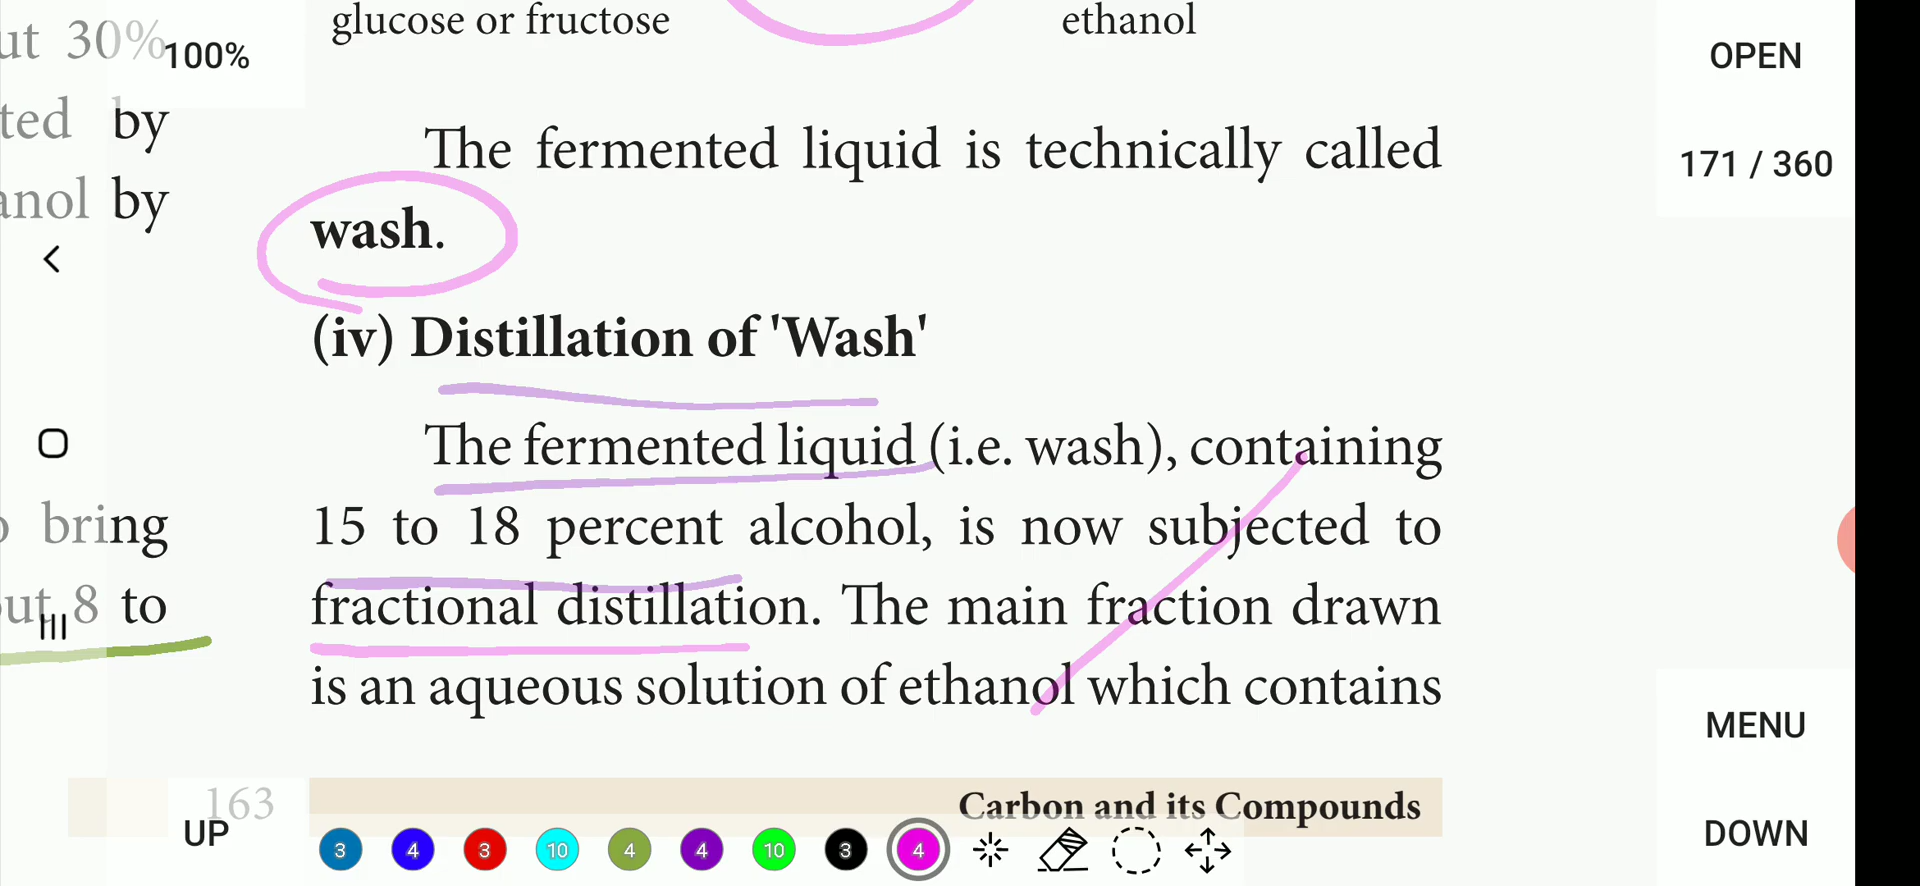 glucose or fructose ethanol
ut 30%
100%
OPEN
ted by
171 / 360
anol by
The fermented liquid is technically called
wash.
(iv) Distillation of 'Wash'
The fermented liquid (i.e. wash), containing
15 to 18 percent alcohol, is now subjected to
bring
fractional distillation. The main fraction drawn
ut 8 to
is an aqueous solution of ethanol which contains
MENU
163
Carbon and its Compounds
UP
3 4 3 10 4 4 10 3 4
DOWN